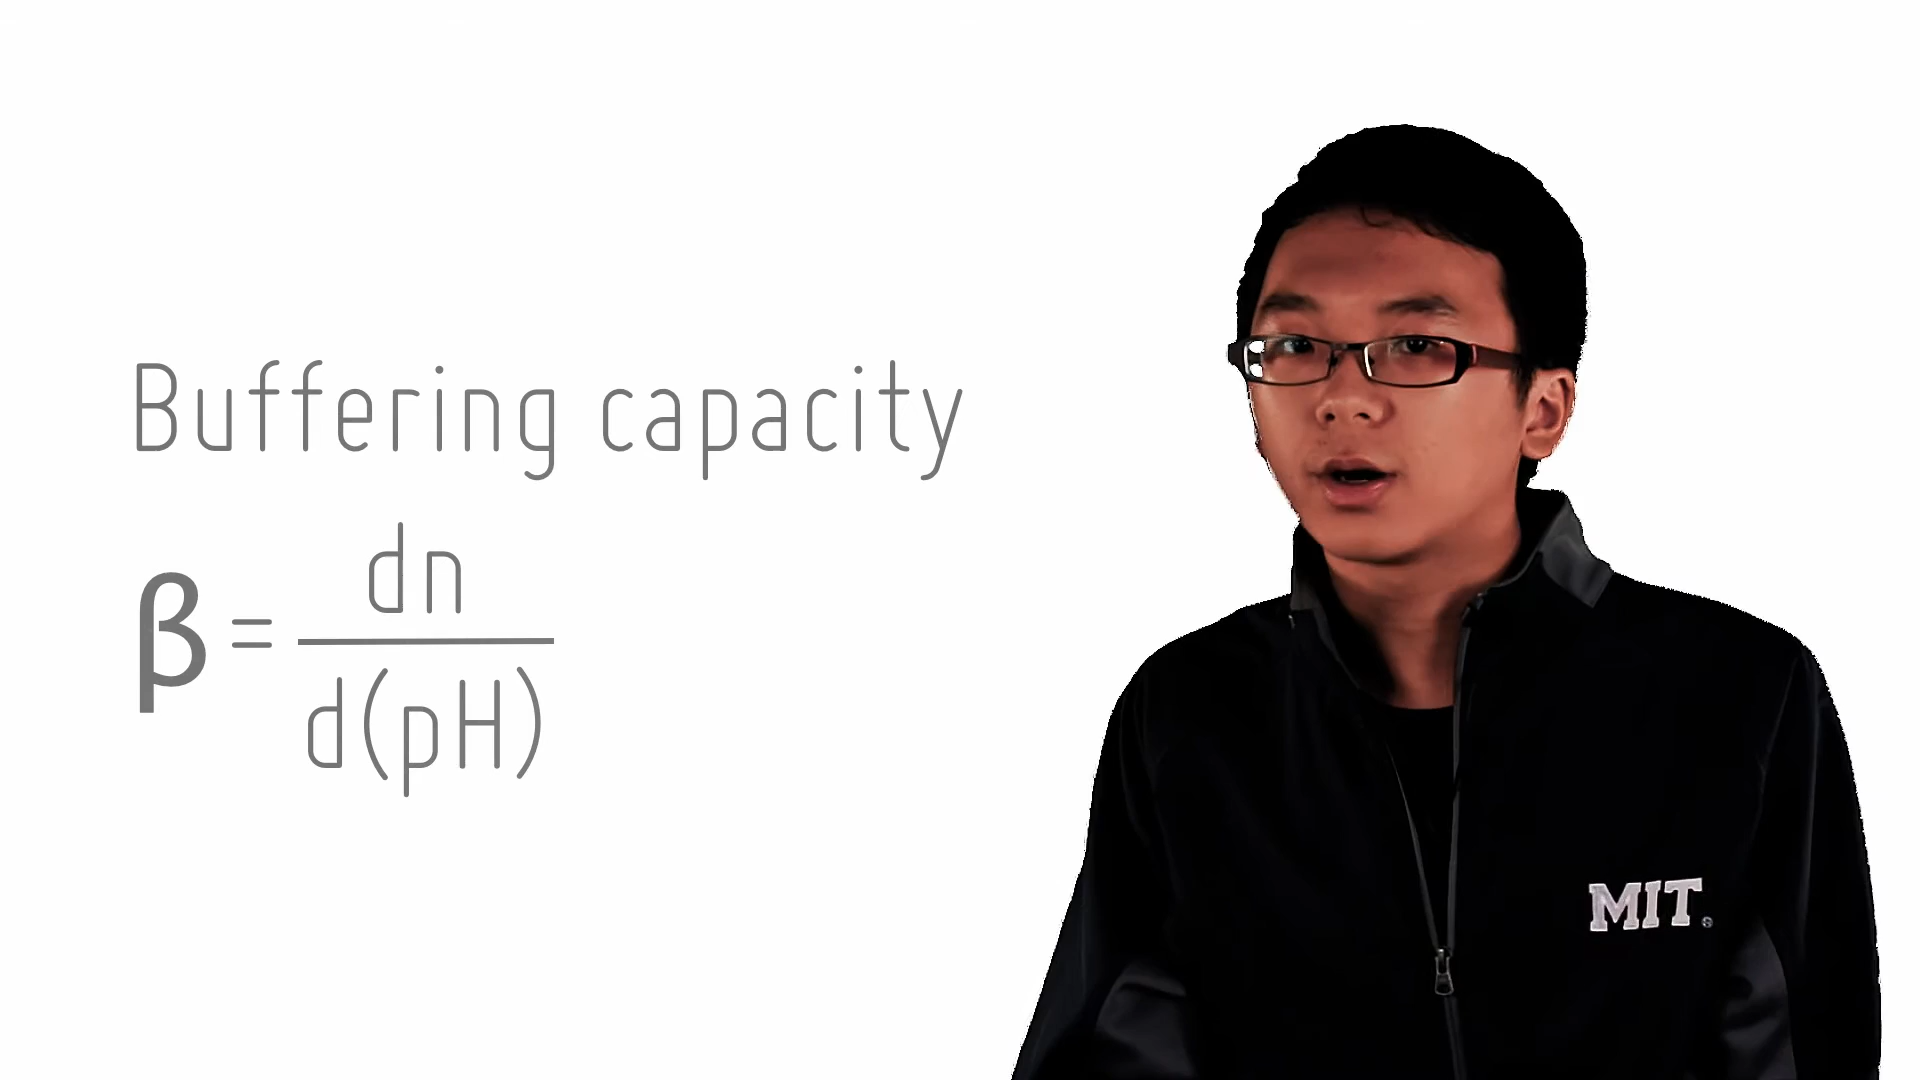 Buffering capacity
β = dn
d(pH)
MIT